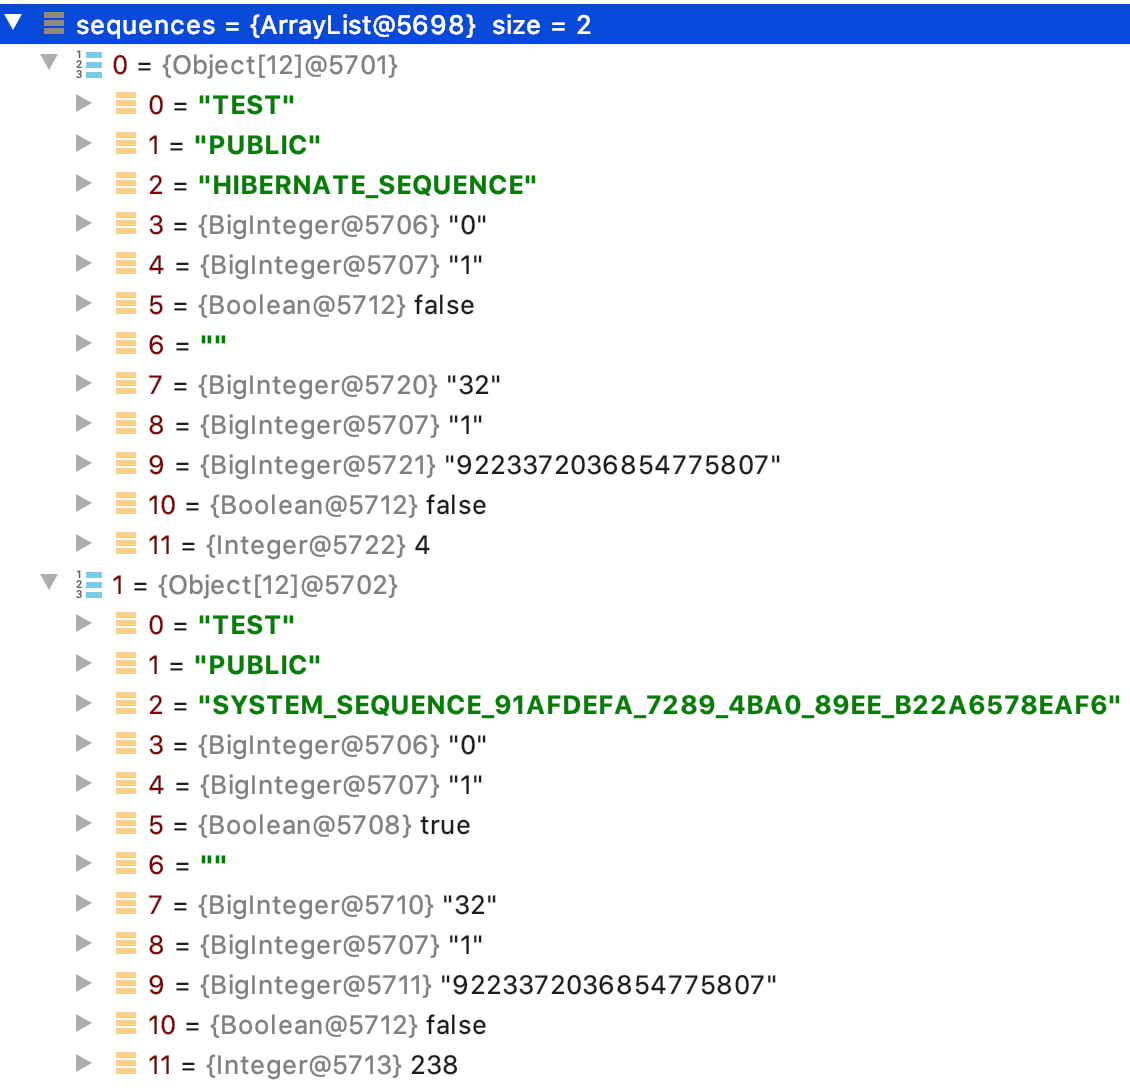 sequences = {ArrayList@5698} size = 2
0 = {Object[12]@5701}
0 = "TEST"
1 = "PUBLIC"
2 = "HIBERNATE_SEQUENCE"
3 = {BigInteger@5706} "0"
4 = {BigInteger@5707} "1"
5 = {Boolean@5712} false
6 = ""
7 = {BigInteger@5720} "32"
8 = {BigInteger@5707} "1"
9 = {BigInteger@5721} "9223372036854775807"
10 = {Boolean@5712} false
11 = {Integer@5722} 4
1 = {Object[12]@5702}
0 = "TEST"
1 = "PUBLIC"
2 = "SYSTEM_SEQUENCE_91AFDEFA_7289_4BA0_89EE_B22A6578EAF6"
3 = {BigInteger@5706} "0"
4 = {BigInteger@5707} "1"
5 = {Boolean@5708} true
6 = ""
7 = {BigInteger@5710} "32"
8 = {BigInteger@5707} "1"
9 = {BigInteger@5711} "9223372036854775807"
10 = {Boolean@5712} false
11 = {Integer@5713} 238